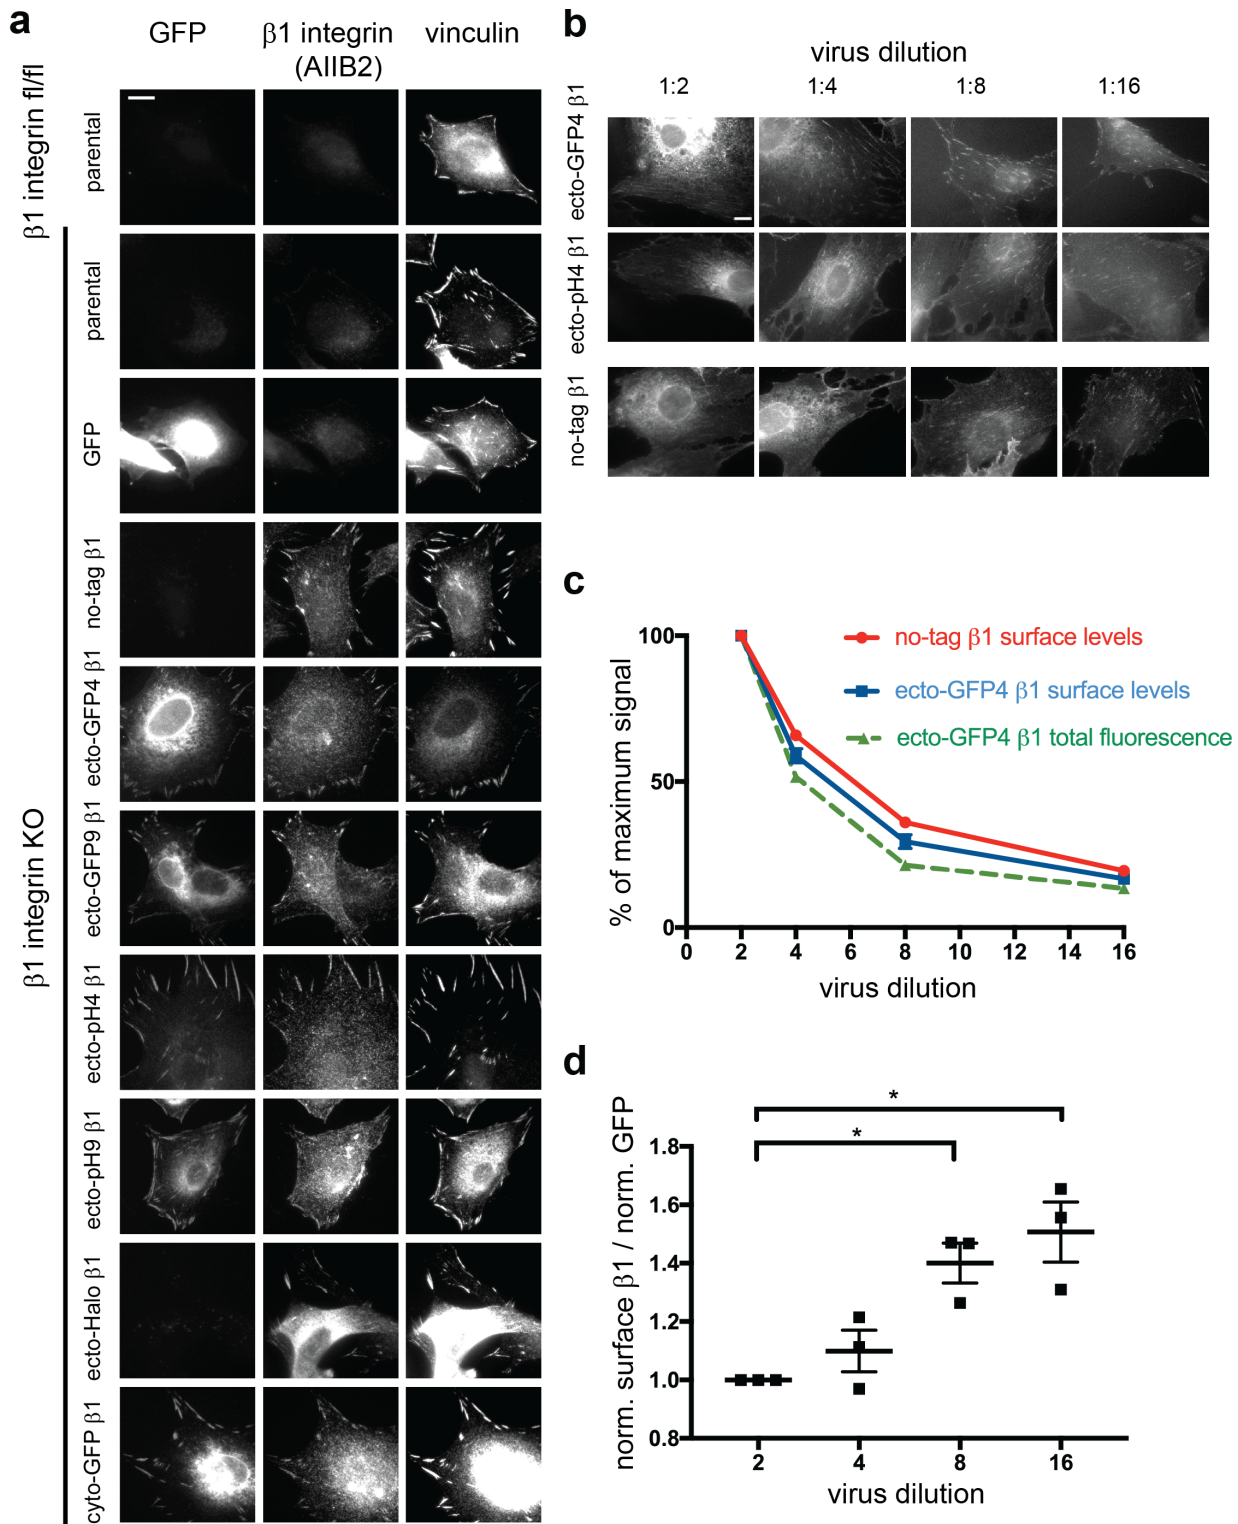 a
GFP
β1 integrin
(AIIB2)
vinculin
β1 integrin fl/fl
parental
β1 integrin KO
parental
GFP
no-tag β1
ecto-GFP4 β1
ecto-GFP9 β1
ecto-pH4 β1
ecto-pH9 β1
ecto-Halo β1
cyto-GFP β1
b
virus dilution
1:2 1:4 1:8 1:16
ecto-GFP4 β1
ecto-pH4 β1
no-tag β1
c
% of maximum signal
100
50
0
0 2 4 6 8 10 12 14 16
virus dilution
no-tag β1 surface levels
ecto-GFP4 β1 surface levels
ecto-GFP4 β1 total fluorescence
d
norm. surface β1 / norm. GFP
*
*
1.8
1.6
1.4
1.2
1.0
0.8
2 4 8 16
virus dilution